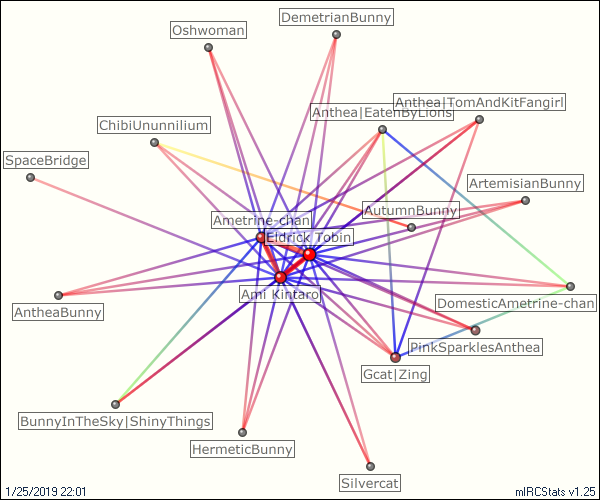 DemetrianBunny
Oshwoman
Anthea|TomAndKitFangirl
Anthea|EatenByLions
ChibiUnunnilium
SpaceBridge
ArtemisianBunny
AutumnBunny
Ametrine-chan
Eldrick Tobin
Ami Kintaro
DomesticAmetrine-chan
AntheaBunny
PinkSparklesAnthea
Gcat|Zing
BunnyInTheSky|ShinyThings
HermeticBunny
Silvercat
1/25/2019 22:01
mIRCStats v1.25